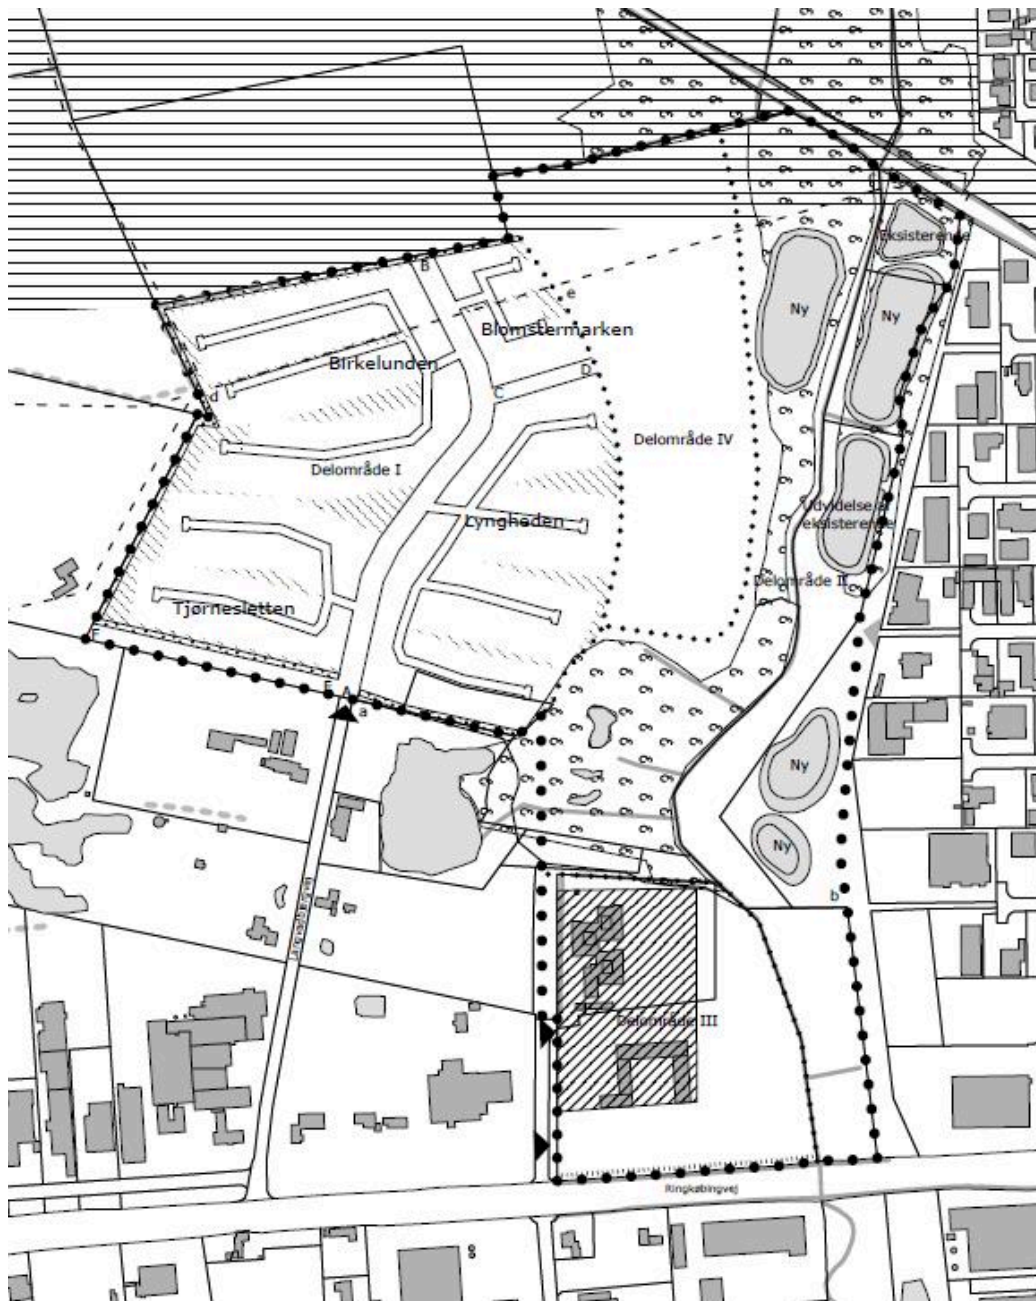 Eksisterende
B
e
Ny
Ny
Blomstermarken
Birkelunden
D
d
C
Delområde IV
Delområde I
Udvidelse af
eksisterende
Lyngheden
Delområde II
Tjørnesletten
F
E
A
a
Ny
Ny
b
Langvadbjergvej
Delområde III
Ringkøbingvej